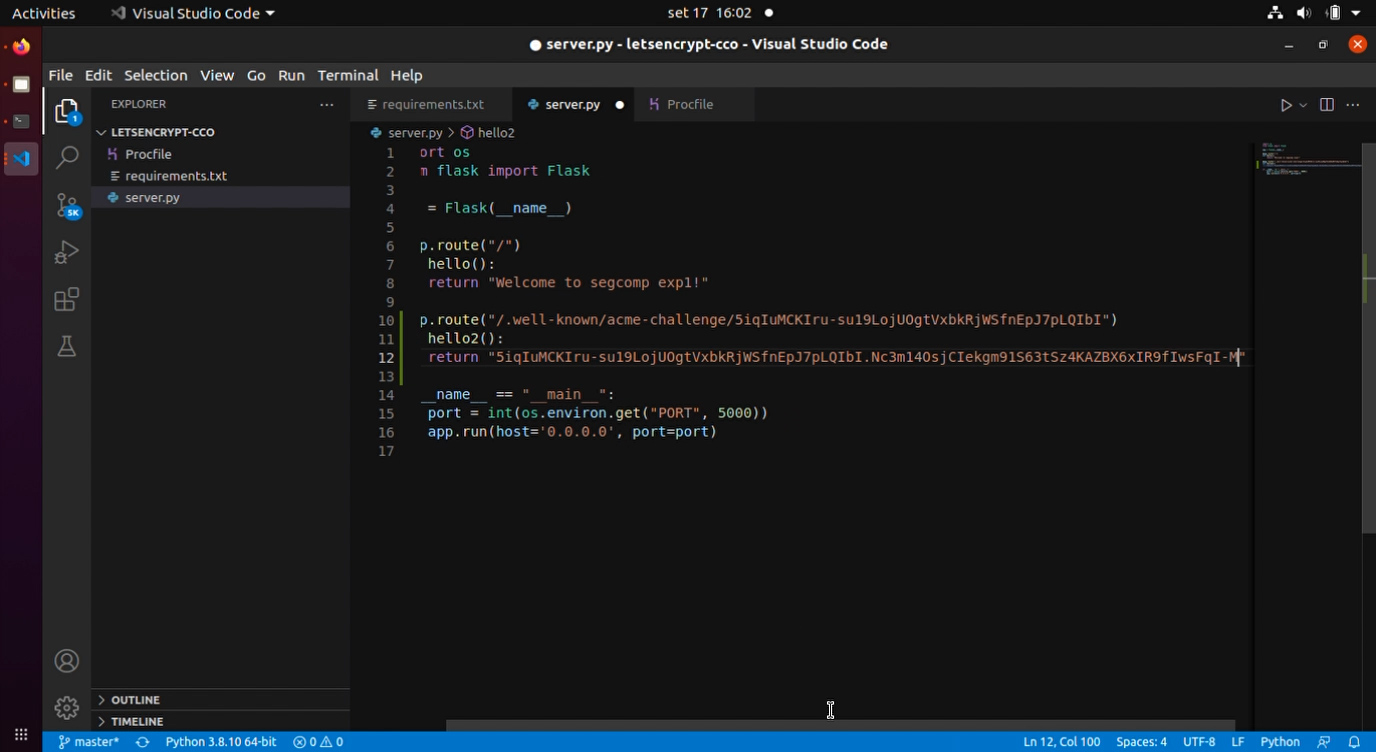 Activities
Visual Studio Code
set 17 16:02
server.py - letsencrypt-cco - Visual Studio Code
File Edit Selection View Go Run Terminal Help
EXPLORER
requirements.txt
server.py
Procfile
1
LETSENCRYPT-CCO
Procfile
requirements.txt
server.py
5K
server.py > hello2
1 ort os
2 m flask import Flask
3
4 = Flask(__name__)
5
6 p.route("/")
7 hello():
8 return "Welcome to segcomp exp1!"
9
10 p.route("/.well-known/acme-challenge/5iqIuMCKIru-su19LojUOgtVxbkRjWSfnEpJ7pLQIbI")
11 hello2():
12 return "5iqIuMCKIru-su19LojUOgtVxbkRjWSfnEpJ7pLQIbI.Nc3m14OsjCIekgm91S63tSz4KAZBX6xIR9fIwsFqI-M"
13
14 __name__ == "__main__":
15 port = int(os.environ.get("PORT", 5000))
16 app.run(host='0.0.0.0', port=port)
17
OUTLINE
TIMELINE
master*
Python 3.8.10 64-bit
0
0
Ln 12, Col 100
Spaces: 4
UTF-8
LF
Python